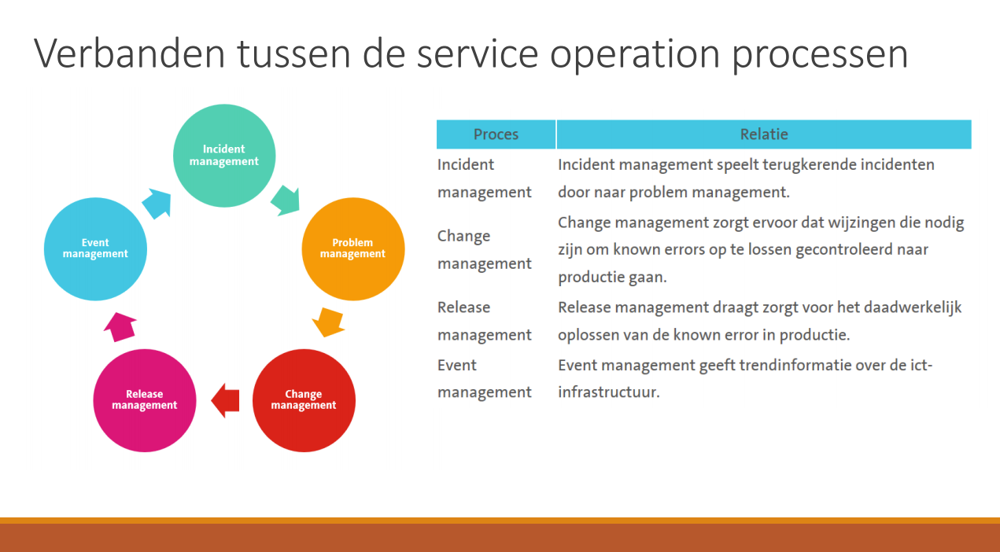 Verbanden tussen de service operation processen
Incident
management
Problem
management
Change
management
Release
management
Event
management
Proces Relatie
Incident
management
Incident management speelt terugkerende incidenten
door naar problem management.
Change
management
Change management zorgt ervoor dat wijzingen die nodig
zijn om known errors op te lossen gecontroleerd naar
productie gaan.
Release
management
Release management draagt zorgt voor het daadwerkelijk
oplossen van de known error in productie.
Event
management
Event management geeft trendinformatie over de ict-
infrastructuur.